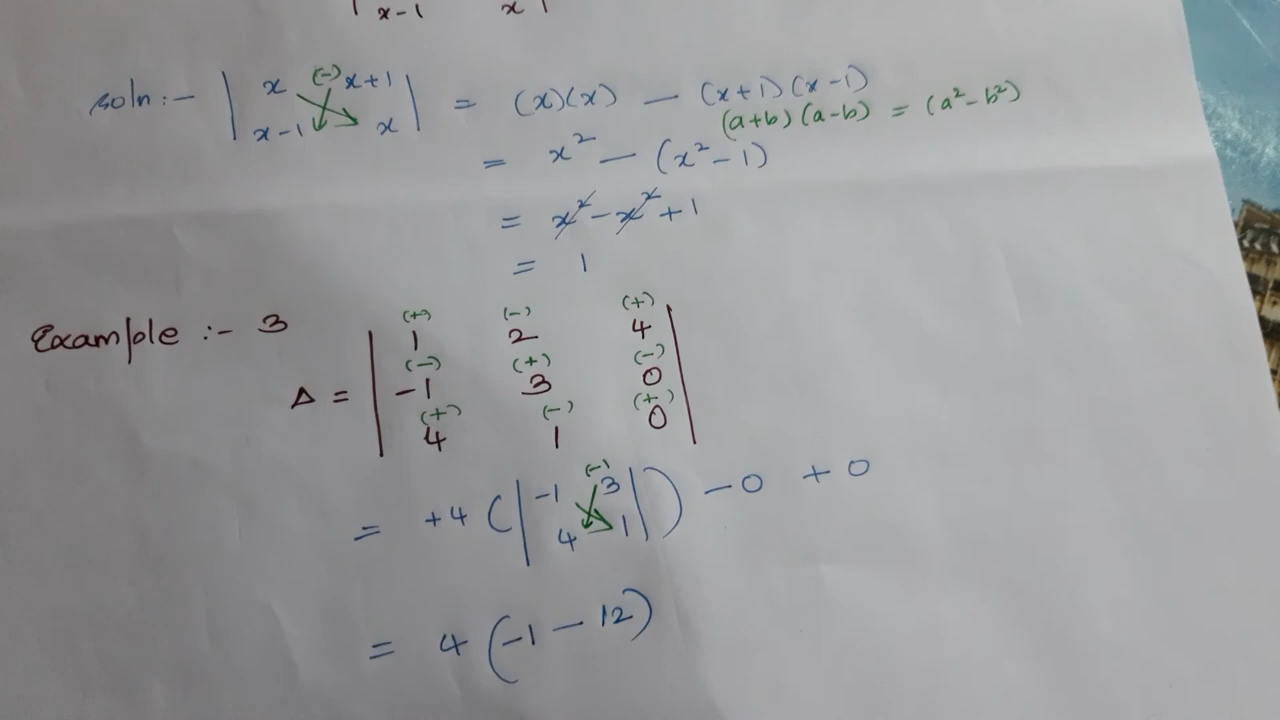 x-1 x
soln :- | x (-) x+1 | = (x)(x) - (x+1)(x-1)
| x-1 x | (a+b)(a-b) = (a²-b²)
= x² - (x²-1)
= x² - x² + 1
= 1
Example :- 3
(+) (-) (+)
1 2 4
(-) (+) (-)
Δ = | -1 3 0 |
(+) (-) (+)
4 1 0
(-)
= +4 ( | -1 3 | ) - 0 + 0
4 1
= 4 (-1 - 12)